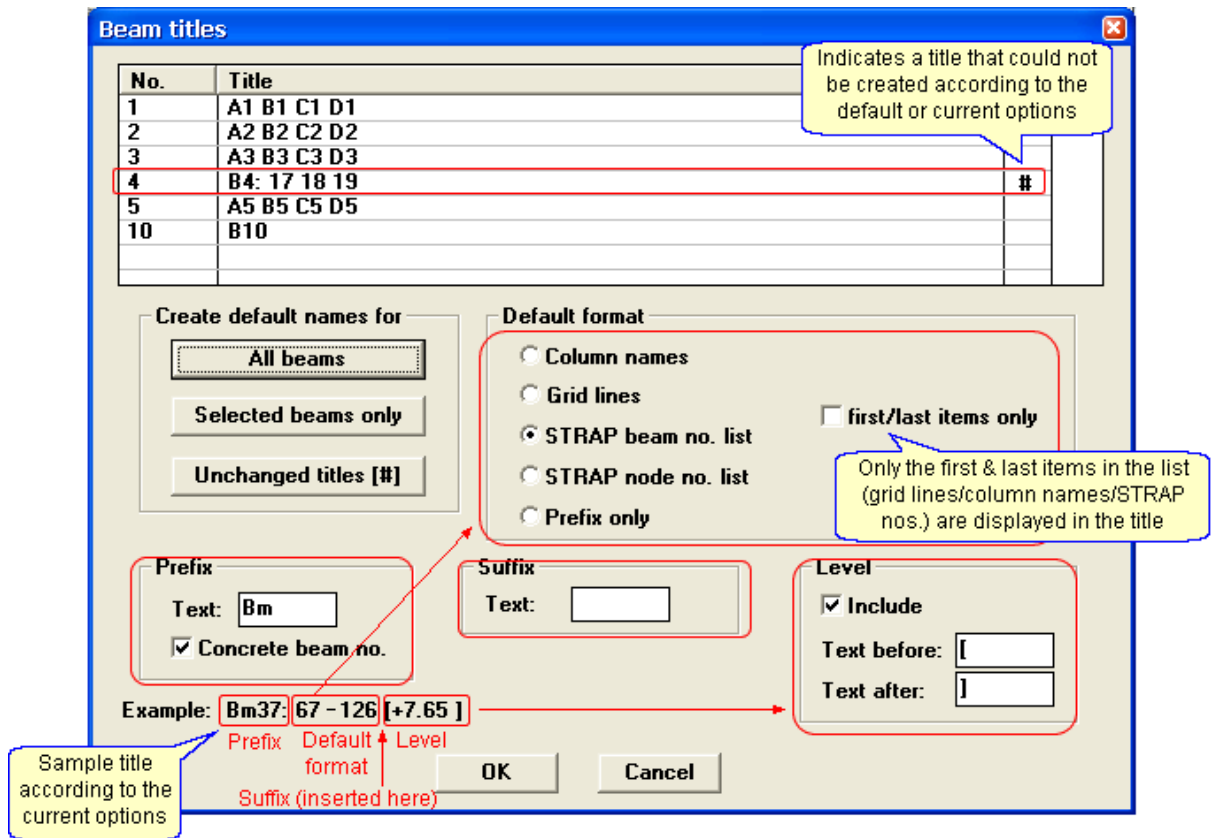 Beam titles
Indicates a title that could not
be created according to the
default or current options
No. Title
1 A1 B1 C1 D1
2 A2 B2 C2 D2
3 A3 B3 C3 D3
4 B4: 17 18 19 #
5 A5 B5 C5 D5
10 B10
Create default names for
All beams
Selected beams only
Unchanged titles [#]
Default format
Column names
Grid lines
STRAP beam no. list
STRAP node no. list
Prefix only
first/last items only
Only the first & last items in the list
(grid lines/column names/STRAP
nos.) are displayed in the title
Prefix
Text: Bm
Concrete beam no.
Suffix
Text:
Level
Include
Text before: [
Text after: ]
Example: Bm37: 67 - 126 [+7.65 ]
Prefix Default Level
format
Suffix (inserted here)
Sample title
according to the
current options
OK Cancel